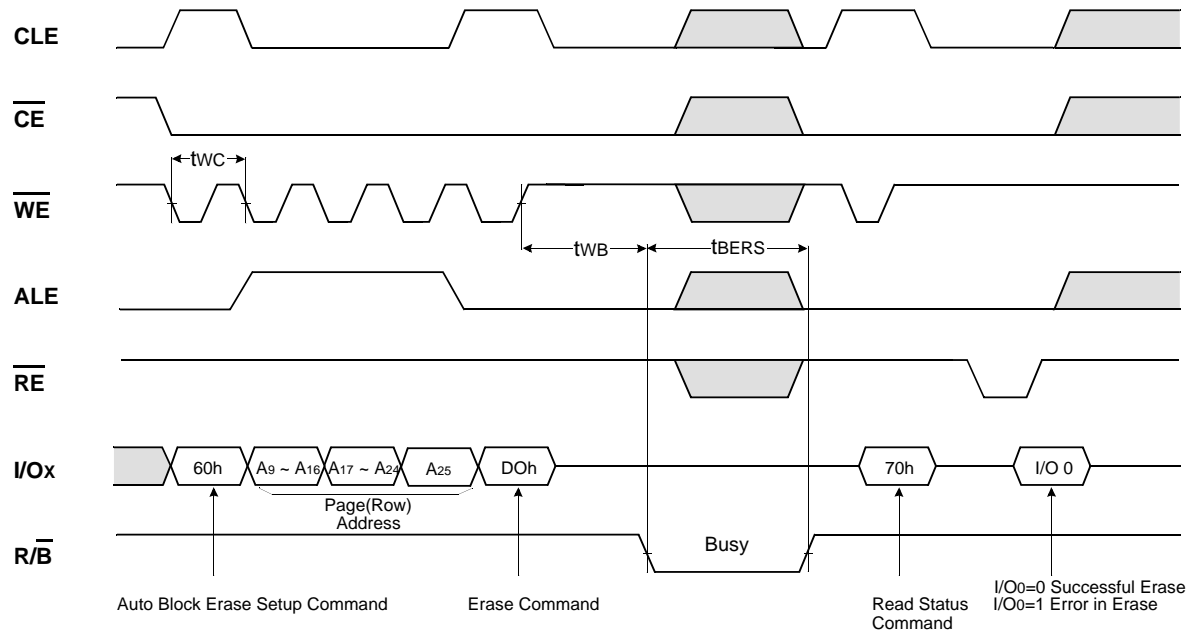 CLE
CE
tWC
WE
tWB
tBERS
ALE
RE
I/Ox
60h
A9 ~ A16
A17 ~ A24
A25
DOh
70h
I/O 0
Page(Row)
Address
R/B
Busy
Auto Block Erase Setup Command
Erase Command
Read Status
Command
I/O0=0 Successful Erase
I/O0=1 Error in Erase